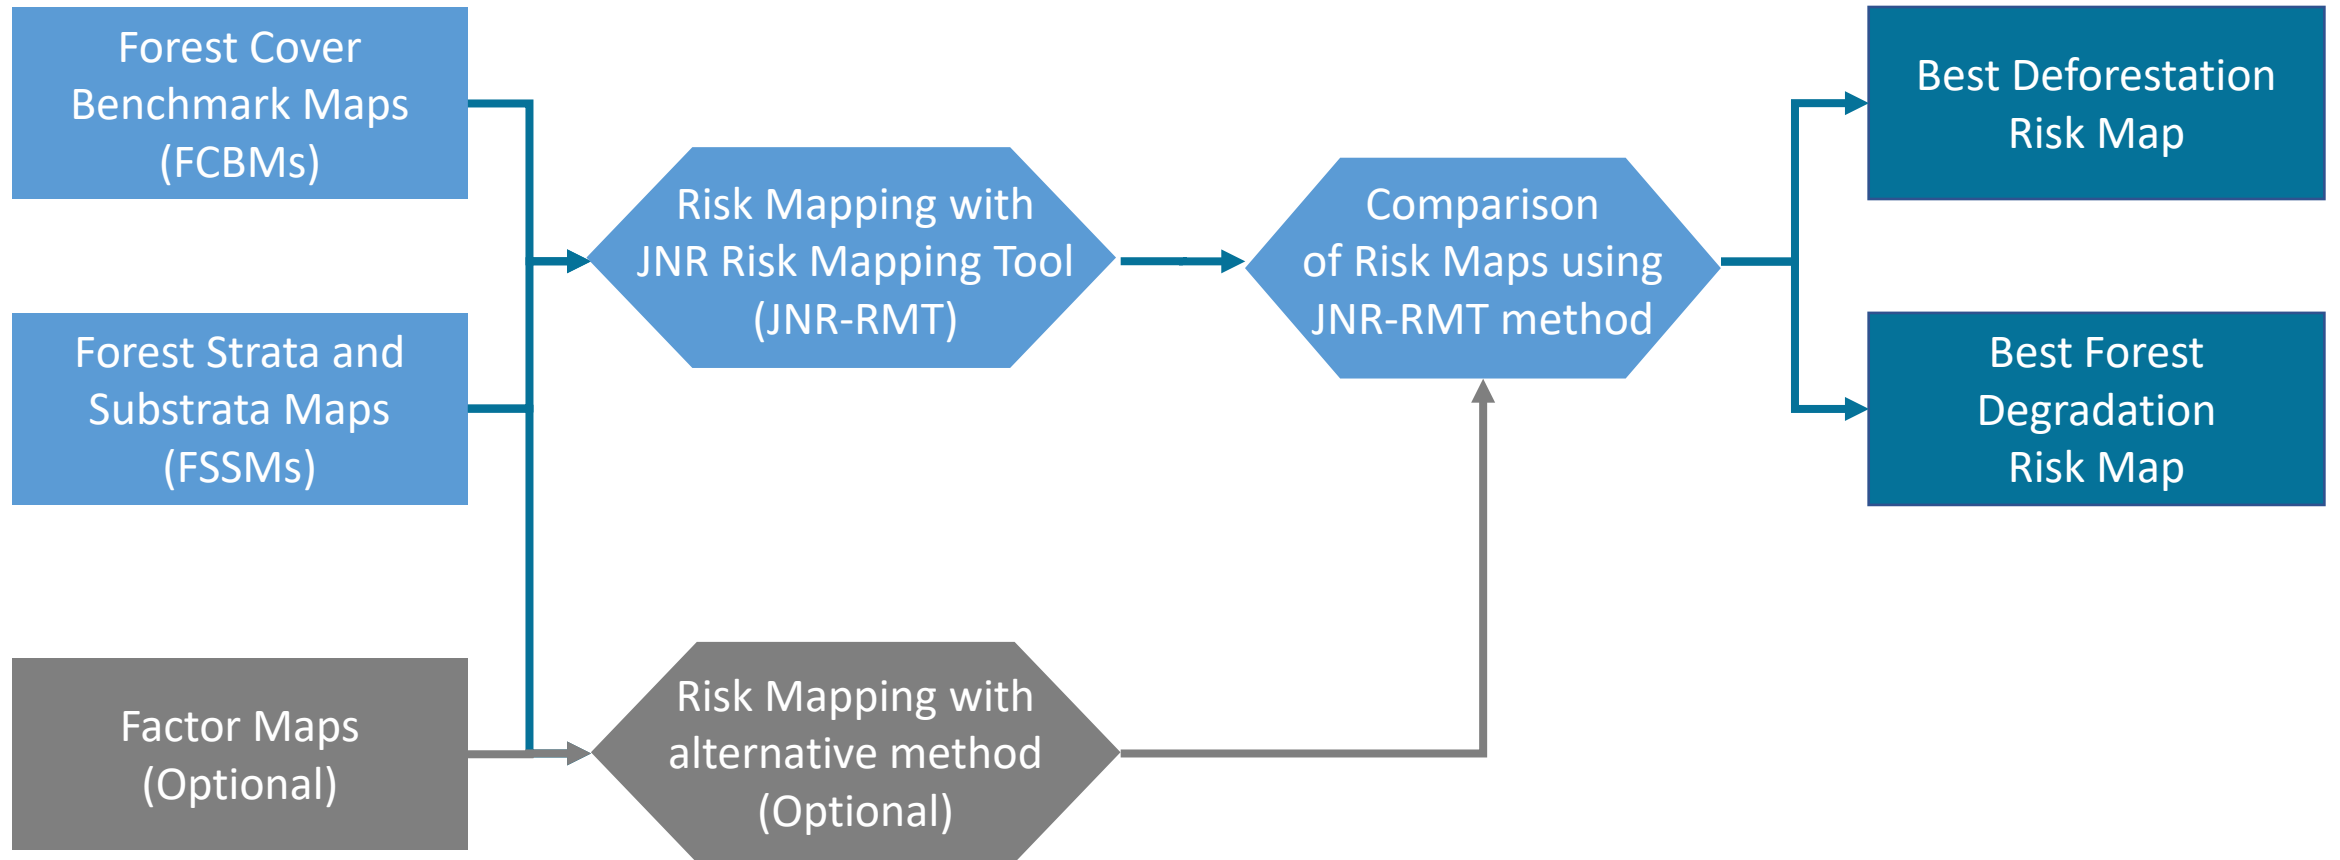 Forest Cover
Benchmark Maps
(FCBMs)
Forest Strata and
Substrata Maps
(FSSMs)
Factor Maps
(Optional)
Risk Mapping with
JNR Risk Mapping Tool
(JNR-RMT)
Risk Mapping with
alternative method
(Optional)
Comparison
of Risk Maps using
JNR-RMT method
Best Deforestation
Risk Map
Best Forest
Degradation
Risk Map